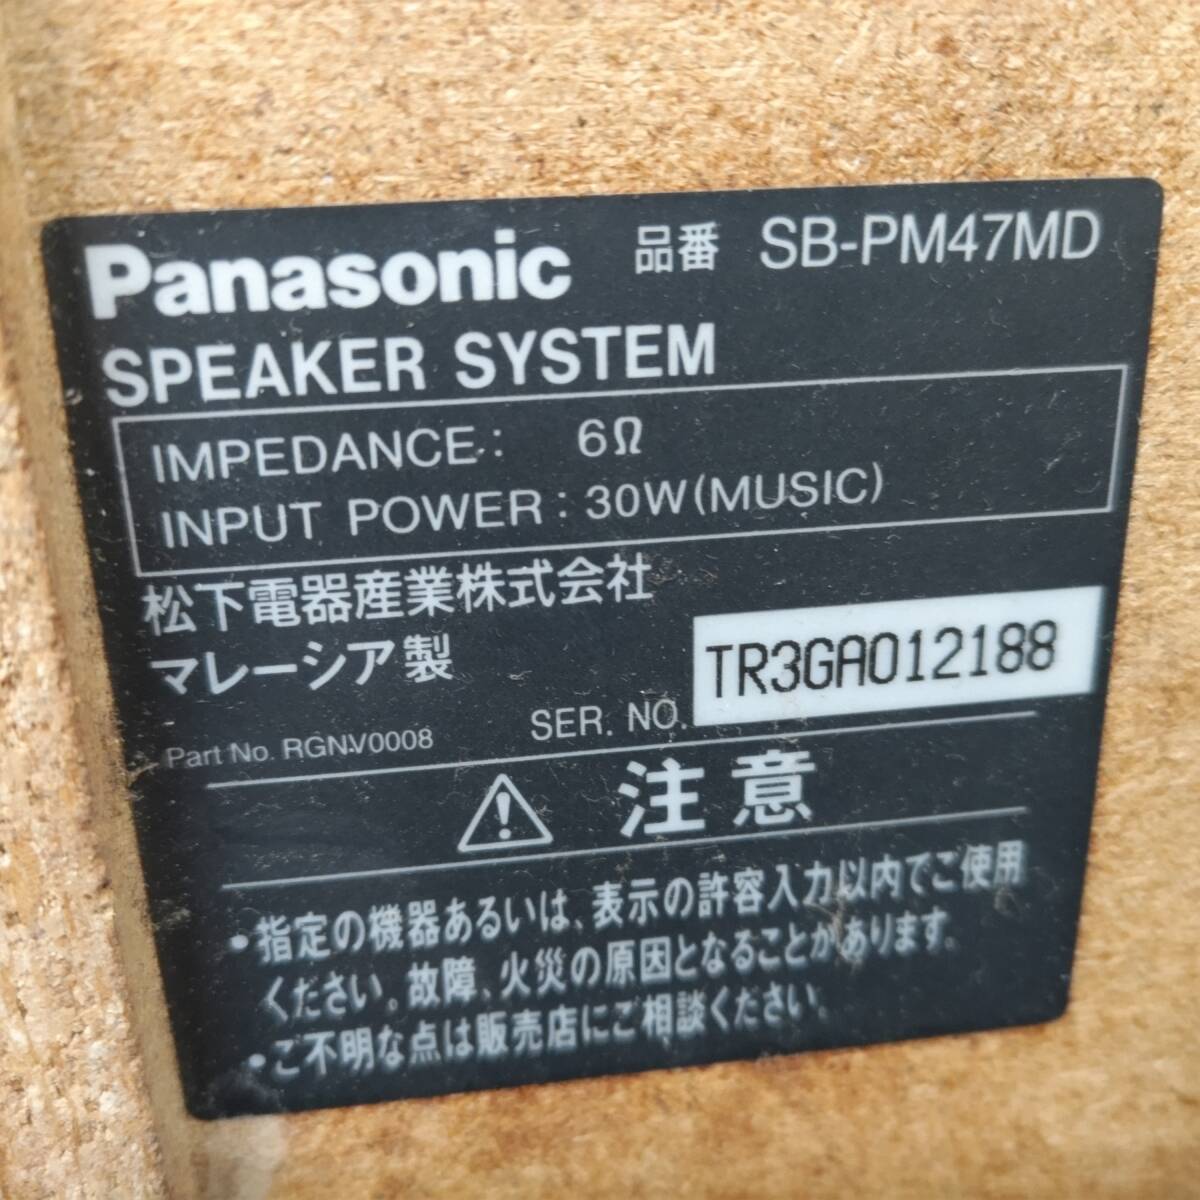 Panasonic 品番 SB-PM47MD
SPEAKER SYSTEM
IMPEDANCE: 6Ω
INPUT POWER: 30W(MUSIC)
松下電器産業株式会社
マレーシア製
SER. NO. TR3GA012188
Part No. RGNV0008
注意
・指定の機器あるいは、表示の許容入力以内でご使用
ください。故障、火災の原因となることがあります。
・ご不明な点は販売店にご相談ください。